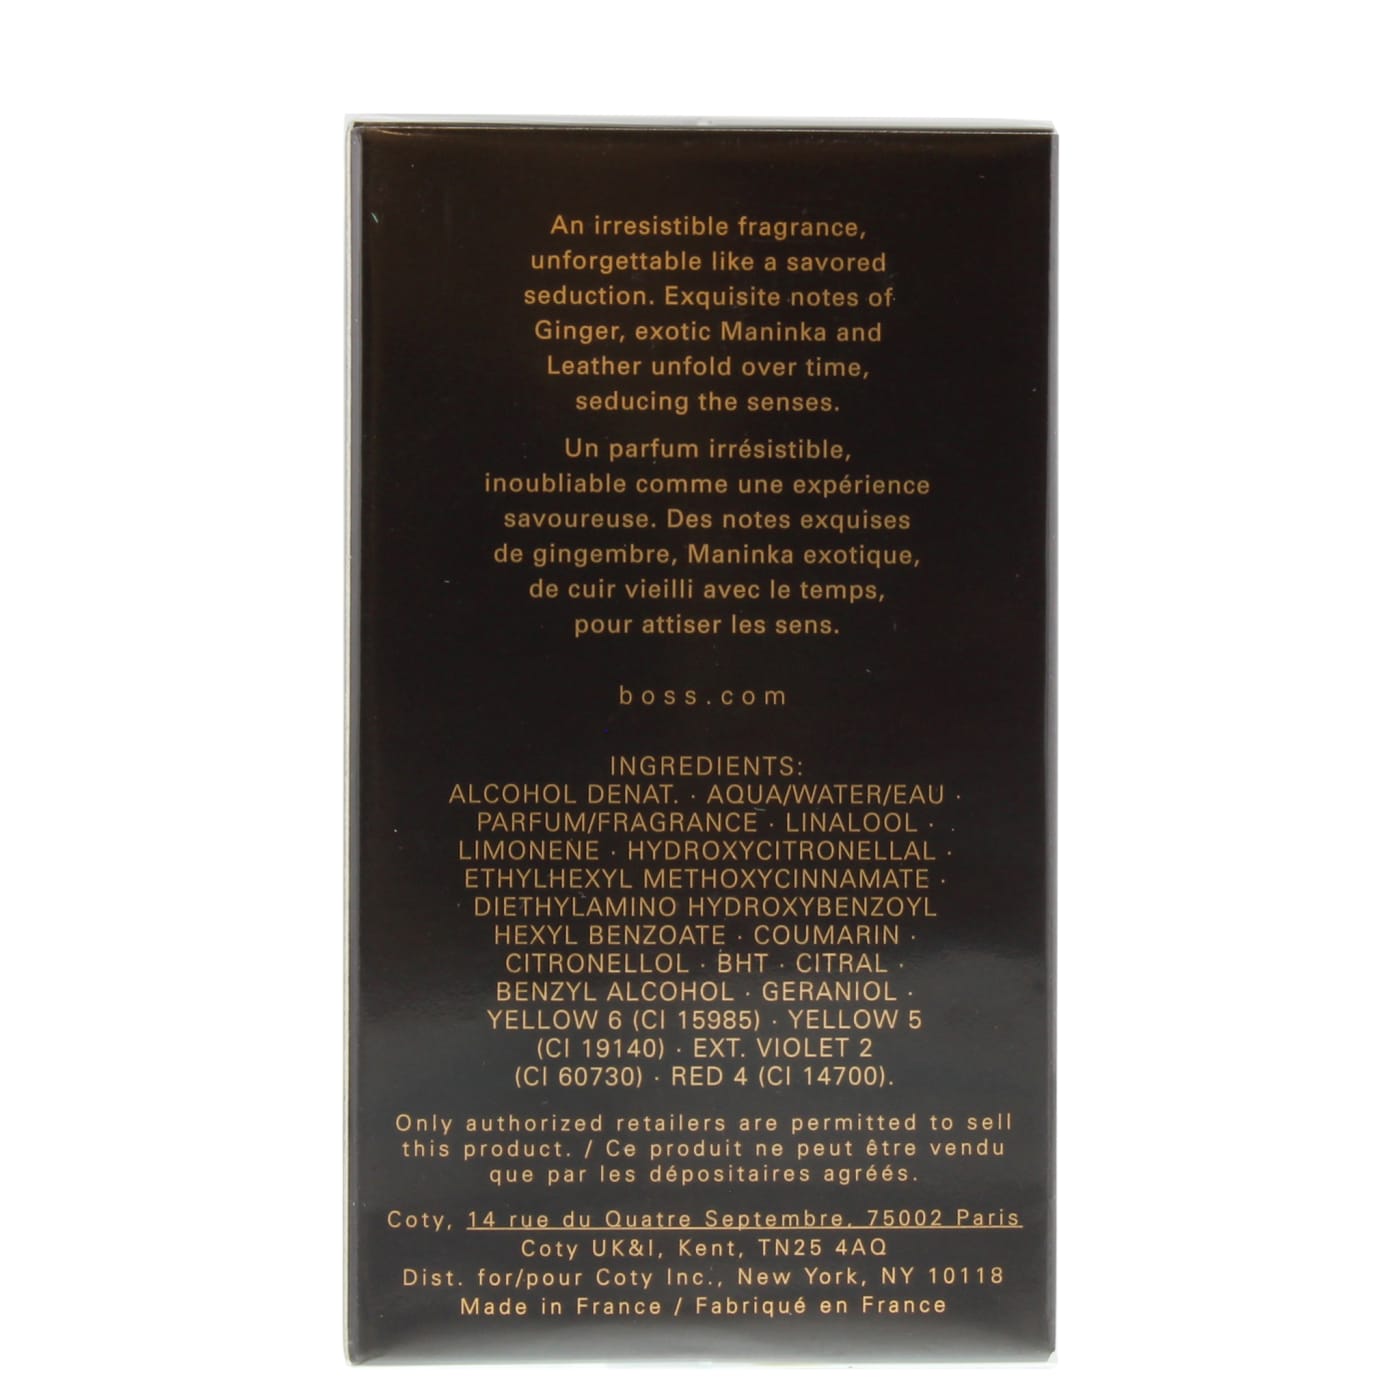 An irresistible fragrance,
unforgettable like a savored
seduction. Exquisite notes of
Ginger, exotic Maninka and
Leather unfold over time,
seducing the senses.
Un parfum irrésistible,
inoubliable comme une expérience
savoureuse. Des notes exquises
de gingembre, Maninka exotique,
de cuir vieilli avec le temps,
pour attiser les sens.
boss.com
INGREDIENTS:
ALCOHOL DENAT. · AQUA/WATER/EAU ·
PARFUM/FRAGRANCE · LINALOOL ·
LIMONENE · HYDROXYCITRONELLAL ·
ETHYLHEXYL METHOXYCINNAMATE ·
DIETHYLAMINO HYDROXYBENZOYL
HEXYL BENZOATE · COUMARIN ·
CITRONELLOL · BHT · CITRAL ·
BENZYL ALCOHOL · GERANIOL ·
YELLOW 6 (CI 15985) · YELLOW 5
(CI 19140) · EXT. VIOLET 2
(CI 60730) · RED 4 (CI 14700).
Only authorized retailers are permitted to sell
this product. / Ce produit ne peut être vendu
que par les dépositaires agréés.
Coty, 14 rue du Quatre Septembre, 75002 Paris
Coty UK&I, Kent, TN25 4AQ
Dist. for/pour Coty Inc., New York, NY 10118
Made in France / Fabriqué en France